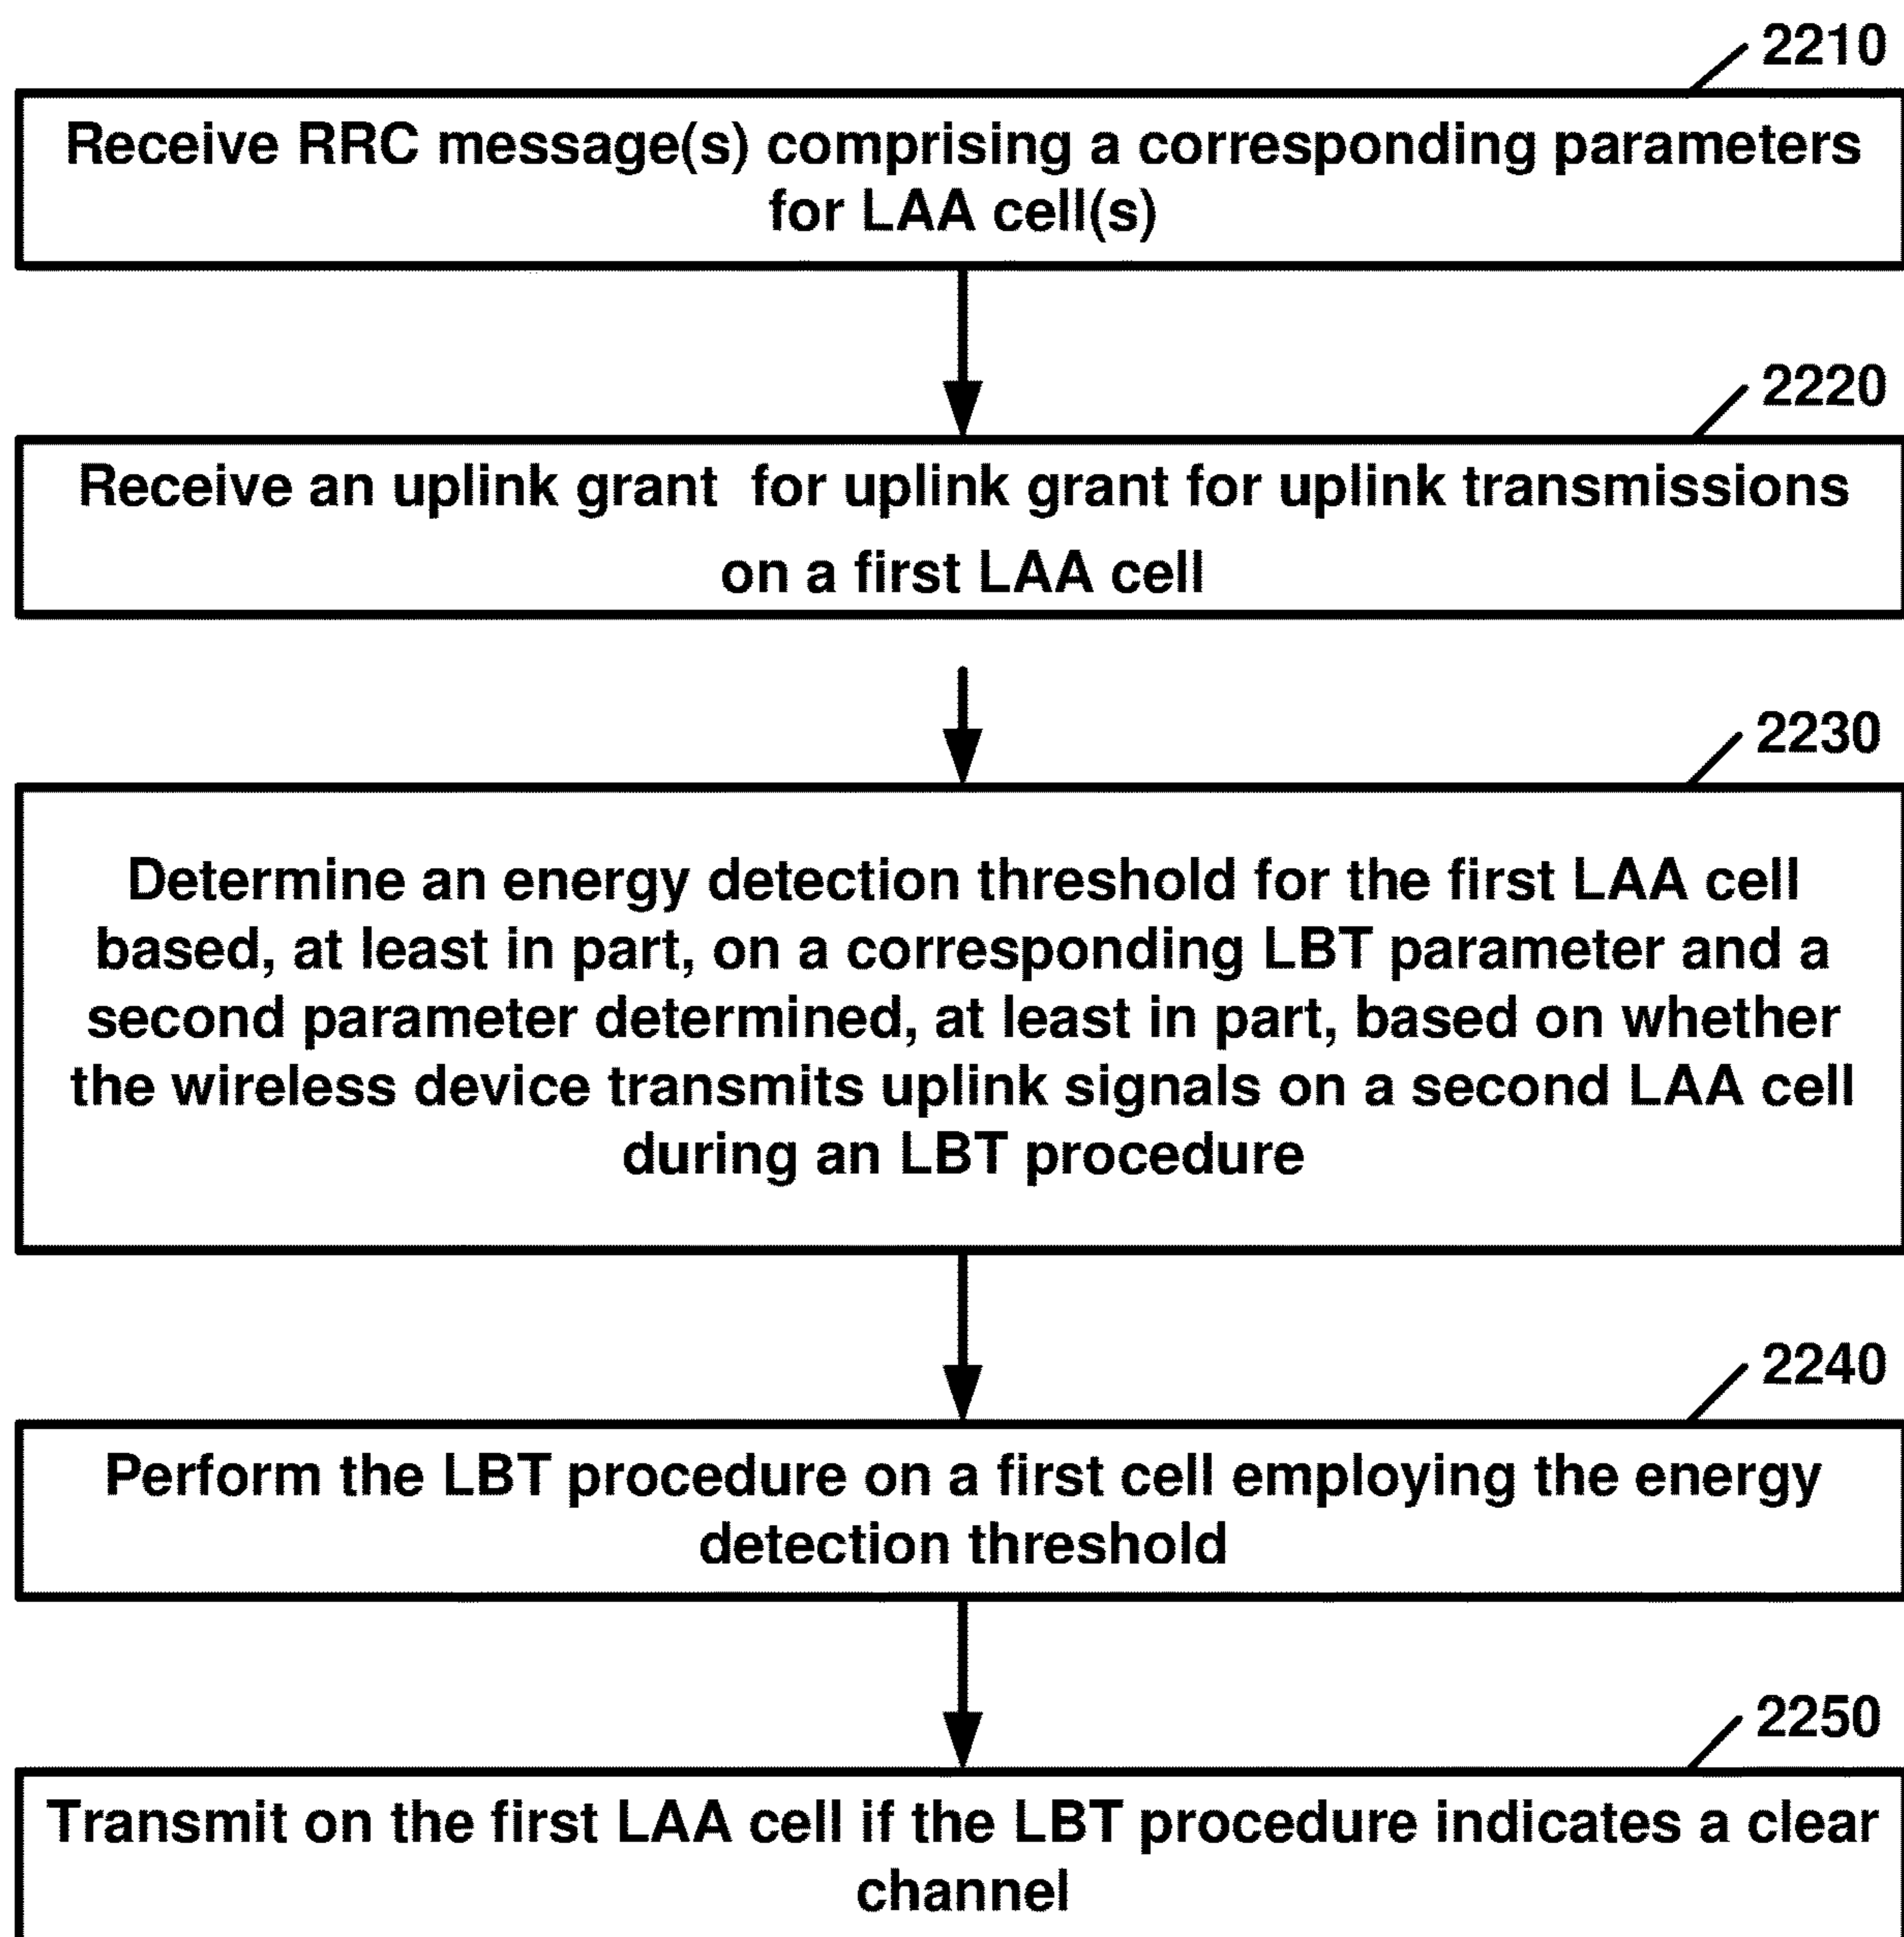 2210
Receive RRC message(s) comprising a corresponding parameters
for LAA cell(s)
2220
Receive an uplink grant  for uplink grant for uplink transmissions
on a first LAA cell
2230
Determine an energy detection threshold for the first LAA cell
based, at least in part, on a corresponding LBT parameter and a
second parameter determined, at least in part, based on whether
the wireless device transmits uplink signals on a second LAA cell
during an LBT procedure
2240
Perform the LBT procedure on a first cell employing the energy
detection threshold
2250
Transmit on the first LAA cell if the LBT procedure indicates a clear
channel